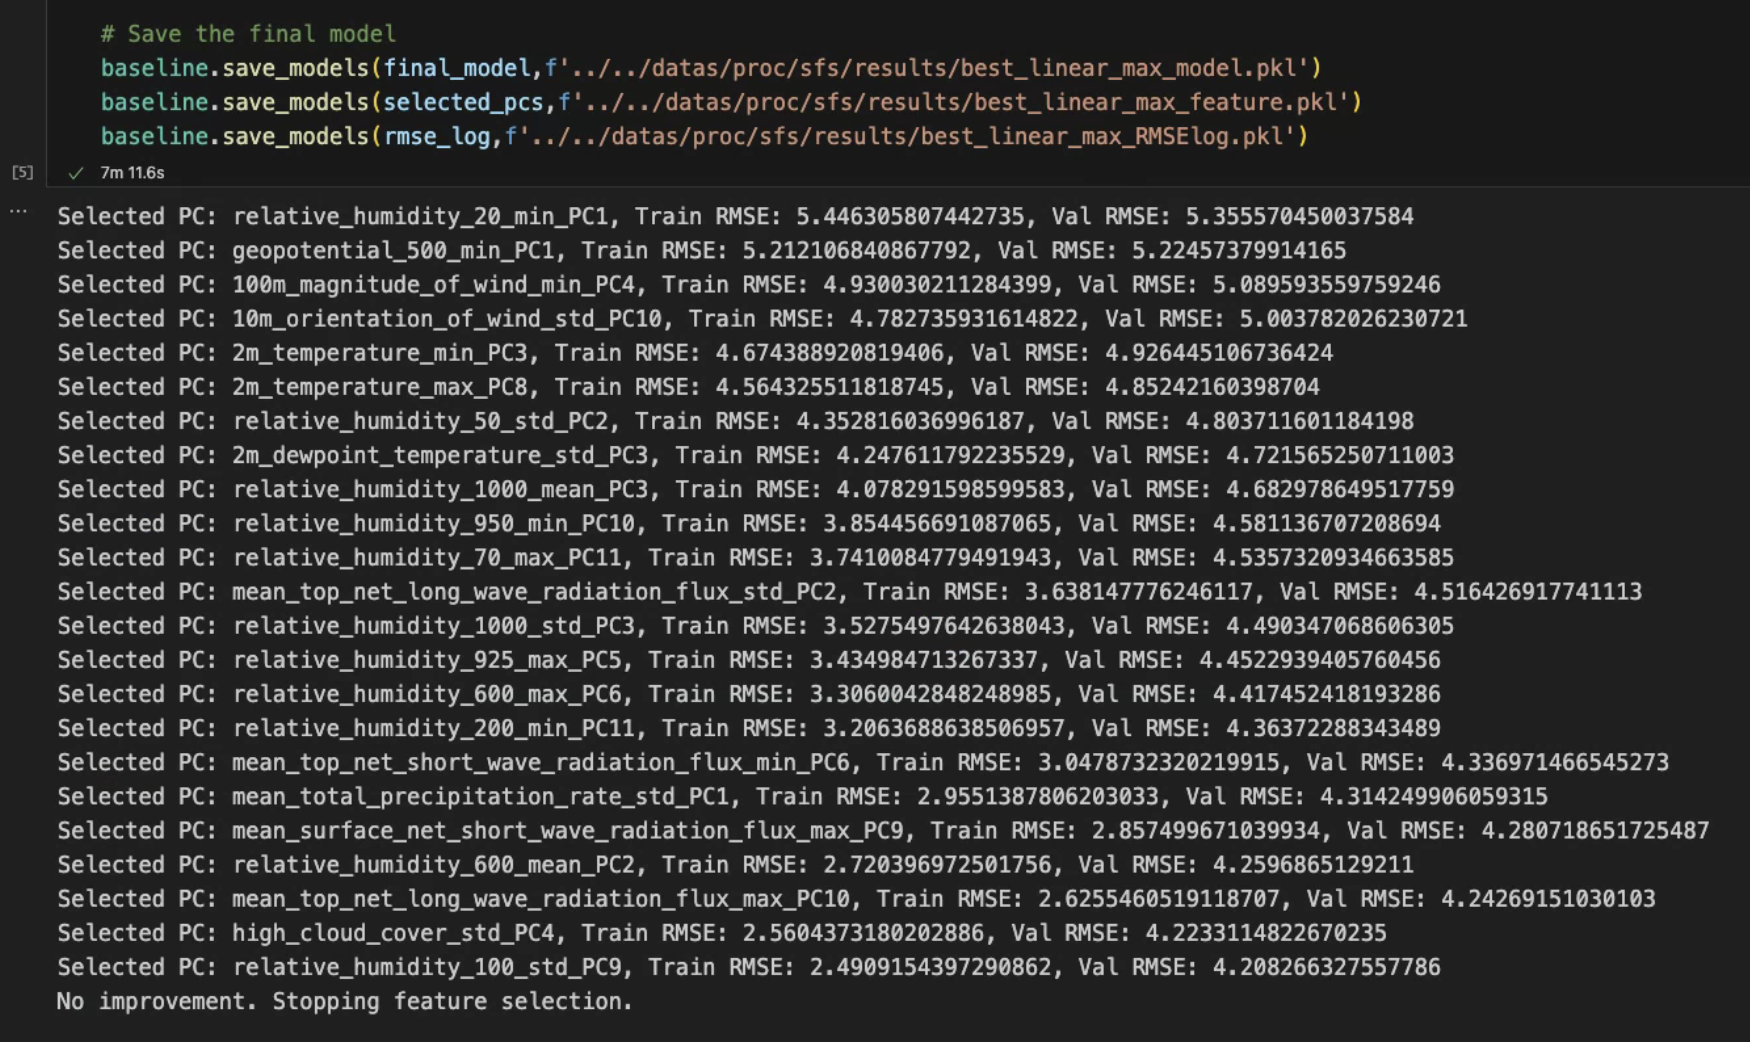 # Save the final model
baseline.save_models(final_model,f'../../datas/proc/sfs/results/best_linear_max_model.pkl')
baseline.save_models(selected_pcs,f'../../datas/proc/sfs/results/best_linear_max_feature.pkl')
baseline.save_models(rmse_log,f'../../datas/proc/sfs/results/best_linear_max_RMSElog.pkl')
[5] ✓ 7m 11.6s
... Selected PC: relative_humidity_20_min_PC1, Train RMSE: 5.446305807442735, Val RMSE: 5.355570450037584
Selected PC: geopotential_500_min_PC1, Train RMSE: 5.212106840867792, Val RMSE: 5.22457379914165
Selected PC: 100m_magnitude_of_wind_min_PC4, Train RMSE: 4.930030211284399, Val RMSE: 5.089593559759246
Selected PC: 10m_orientation_of_wind_std_PC10, Train RMSE: 4.782735931614822, Val RMSE: 5.003782026230721
Selected PC: 2m_temperature_min_PC3, Train RMSE: 4.674388920819406, Val RMSE: 4.926445106736424
Selected PC: 2m_temperature_max_PC8, Train RMSE: 4.564325511818745, Val RMSE: 4.85242160398704
Selected PC: relative_humidity_50_std_PC2, Train RMSE: 4.352816036996187, Val RMSE: 4.803711601184198
Selected PC: 2m_dewpoint_temperature_std_PC3, Train RMSE: 4.247611792235529, Val RMSE: 4.721565250711003
Selected PC: relative_humidity_1000_mean_PC3, Train RMSE: 4.078291598599583, Val RMSE: 4.682978649517759
Selected PC: relative_humidity_950_min_PC10, Train RMSE: 3.854456691087065, Val RMSE: 4.581136707208694
Selected PC: relative_humidity_70_max_PC11, Train RMSE: 3.7410084779491943, Val RMSE: 4.5357320934663585
Selected PC: mean_top_net_long_wave_radiation_flux_std_PC2, Train RMSE: 3.638147776246117, Val RMSE: 4.516426917741113
Selected PC: relative_humidity_1000_std_PC3, Train RMSE: 3.5275497642638043, Val RMSE: 4.490347068606305
Selected PC: relative_humidity_925_max_PC5, Train RMSE: 3.434984713267337, Val RMSE: 4.4522939405760456
Selected PC: relative_humidity_600_max_PC6, Train RMSE: 3.3060042848248985, Val RMSE: 4.417452418193286
Selected PC: relative_humidity_200_min_PC11, Train RMSE: 3.2063688638506957, Val RMSE: 4.36372288343489
Selected PC: mean_top_net_short_wave_radiation_flux_min_PC6, Train RMSE: 3.0478732320219915, Val RMSE: 4.336971466545273
Selected PC: mean_total_precipitation_rate_std_PC1, Train RMSE: 2.9551387806203033, Val RMSE: 4.314249906059315
Selected PC: mean_surface_net_short_wave_radiation_flux_max_PC9, Train RMSE: 2.857499671039934, Val RMSE: 4.280718651725487
Selected PC: relative_humidity_600_mean_PC2, Train RMSE: 2.720396972501756, Val RMSE: 4.2596865129211
Selected PC: mean_top_net_long_wave_radiation_flux_max_PC10, Train RMSE: 2.6255460519118707, Val RMSE: 4.24269151030103
Selected PC: high_cloud_cover_std_PC4, Train RMSE: 2.5604373180202886, Val RMSE: 4.2233114822670235
Selected PC: relative_humidity_100_std_PC9, Train RMSE: 2.4909154397290862, Val RMSE: 4.208266327557786
No improvement. Stopping feature selection.